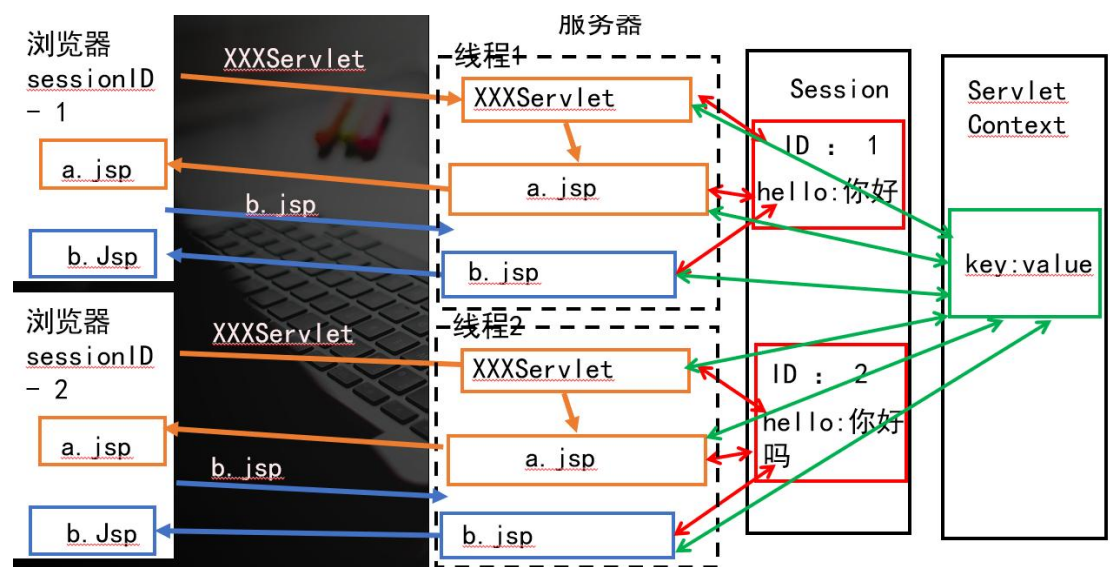 服务器
浏览器
sessionID
- 1
XXXServlet
线程1
XXXServlet
a. jsp
a. jsp
b. jsp
b. Jsp
b. jsp
Session
ID : 1
hello:你好
Servlet
Context
key:value
浏览器
sessionID
- 2
XXXServlet
线程2
XXXServlet
a. jsp
a. jsp
b. jsp
b. Jsp
b. jsp
ID : 2
hello:你好
吗